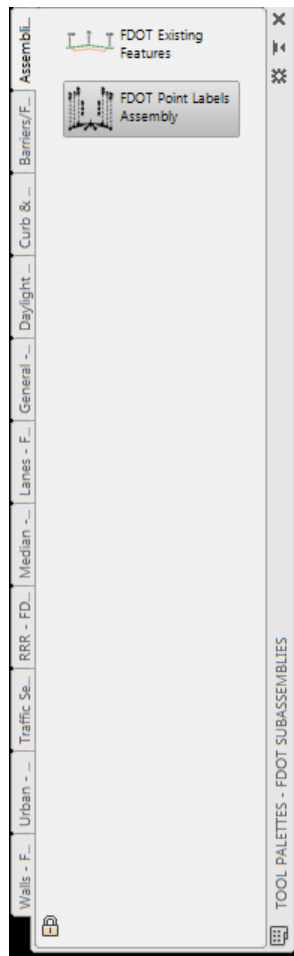 FDOT Existing
Features
FDOT Point Labels
Assembly
Assembli...
Barriers/F...
Curb & ...
Daylight ...
General -...
Lanes - F...
Median -...
RRR - FD...
Traffic Se...
Urban - ...
Walls - F...
TOOL PALETTES - FDOT SUBASSEMBLIES